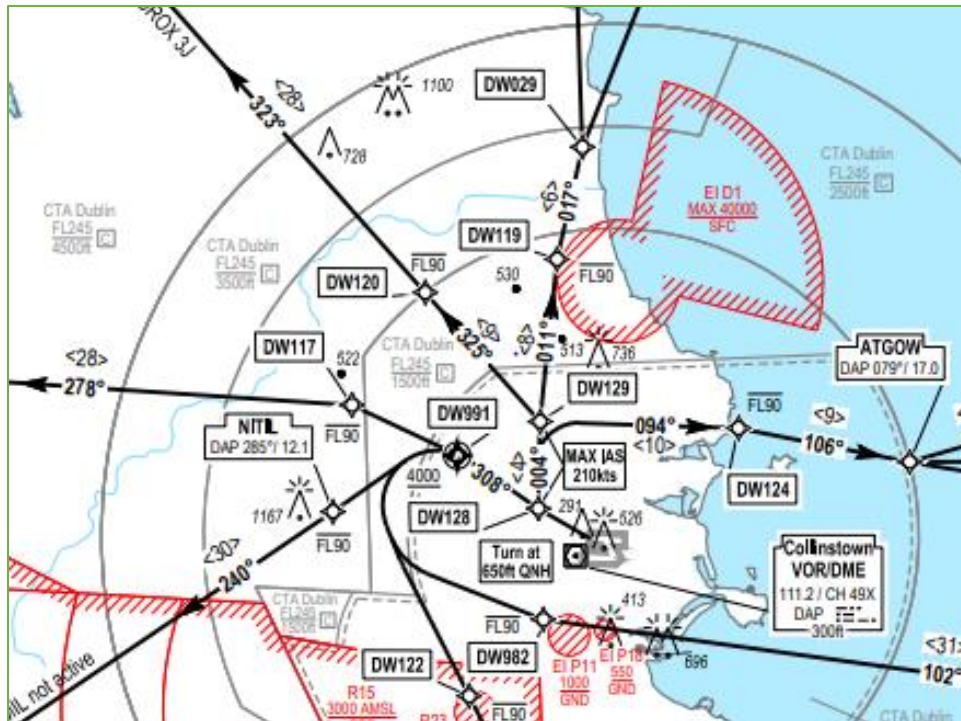 ROX 3J
<28>
323°
1100
728
DW029
CTA Dublin
FL245
2500ft
C
EI D1
MAX 40000
SFC
<6>
017°
CTA Dublin
FL245
4500ft
C
CTA Dublin
FL245
3500ft
C
DW119
FL90
FL90
DW120
530
<9>
325°
<8>
011°
513
736
DW117
522
CTA Dublin
FL245
1500ft
C
ATGOW
DAP 079°/ 17.0
<28>
278°
DW129
FL90
FL90
NITIL
DAP 285°/ 12.1
DW991
094°
<10>
<9>
106°
4000
308°
<4>
004°
MAX IAS
210kts
DW124
1167
FL90
DW128
291
526
Turn at
650ft QNH
Collinstown
VOR/DME
111.2 / CH 49X
DAP
300ft
<30>
240°
CTA Dublin
FL245
C
413
FL90
DW982
DW122
696
EI P11
1000
GND
EI P18
550
GND
<31>
102°
IL not active
R15
3000 AMSL
R23
FL90
CTA Dublin